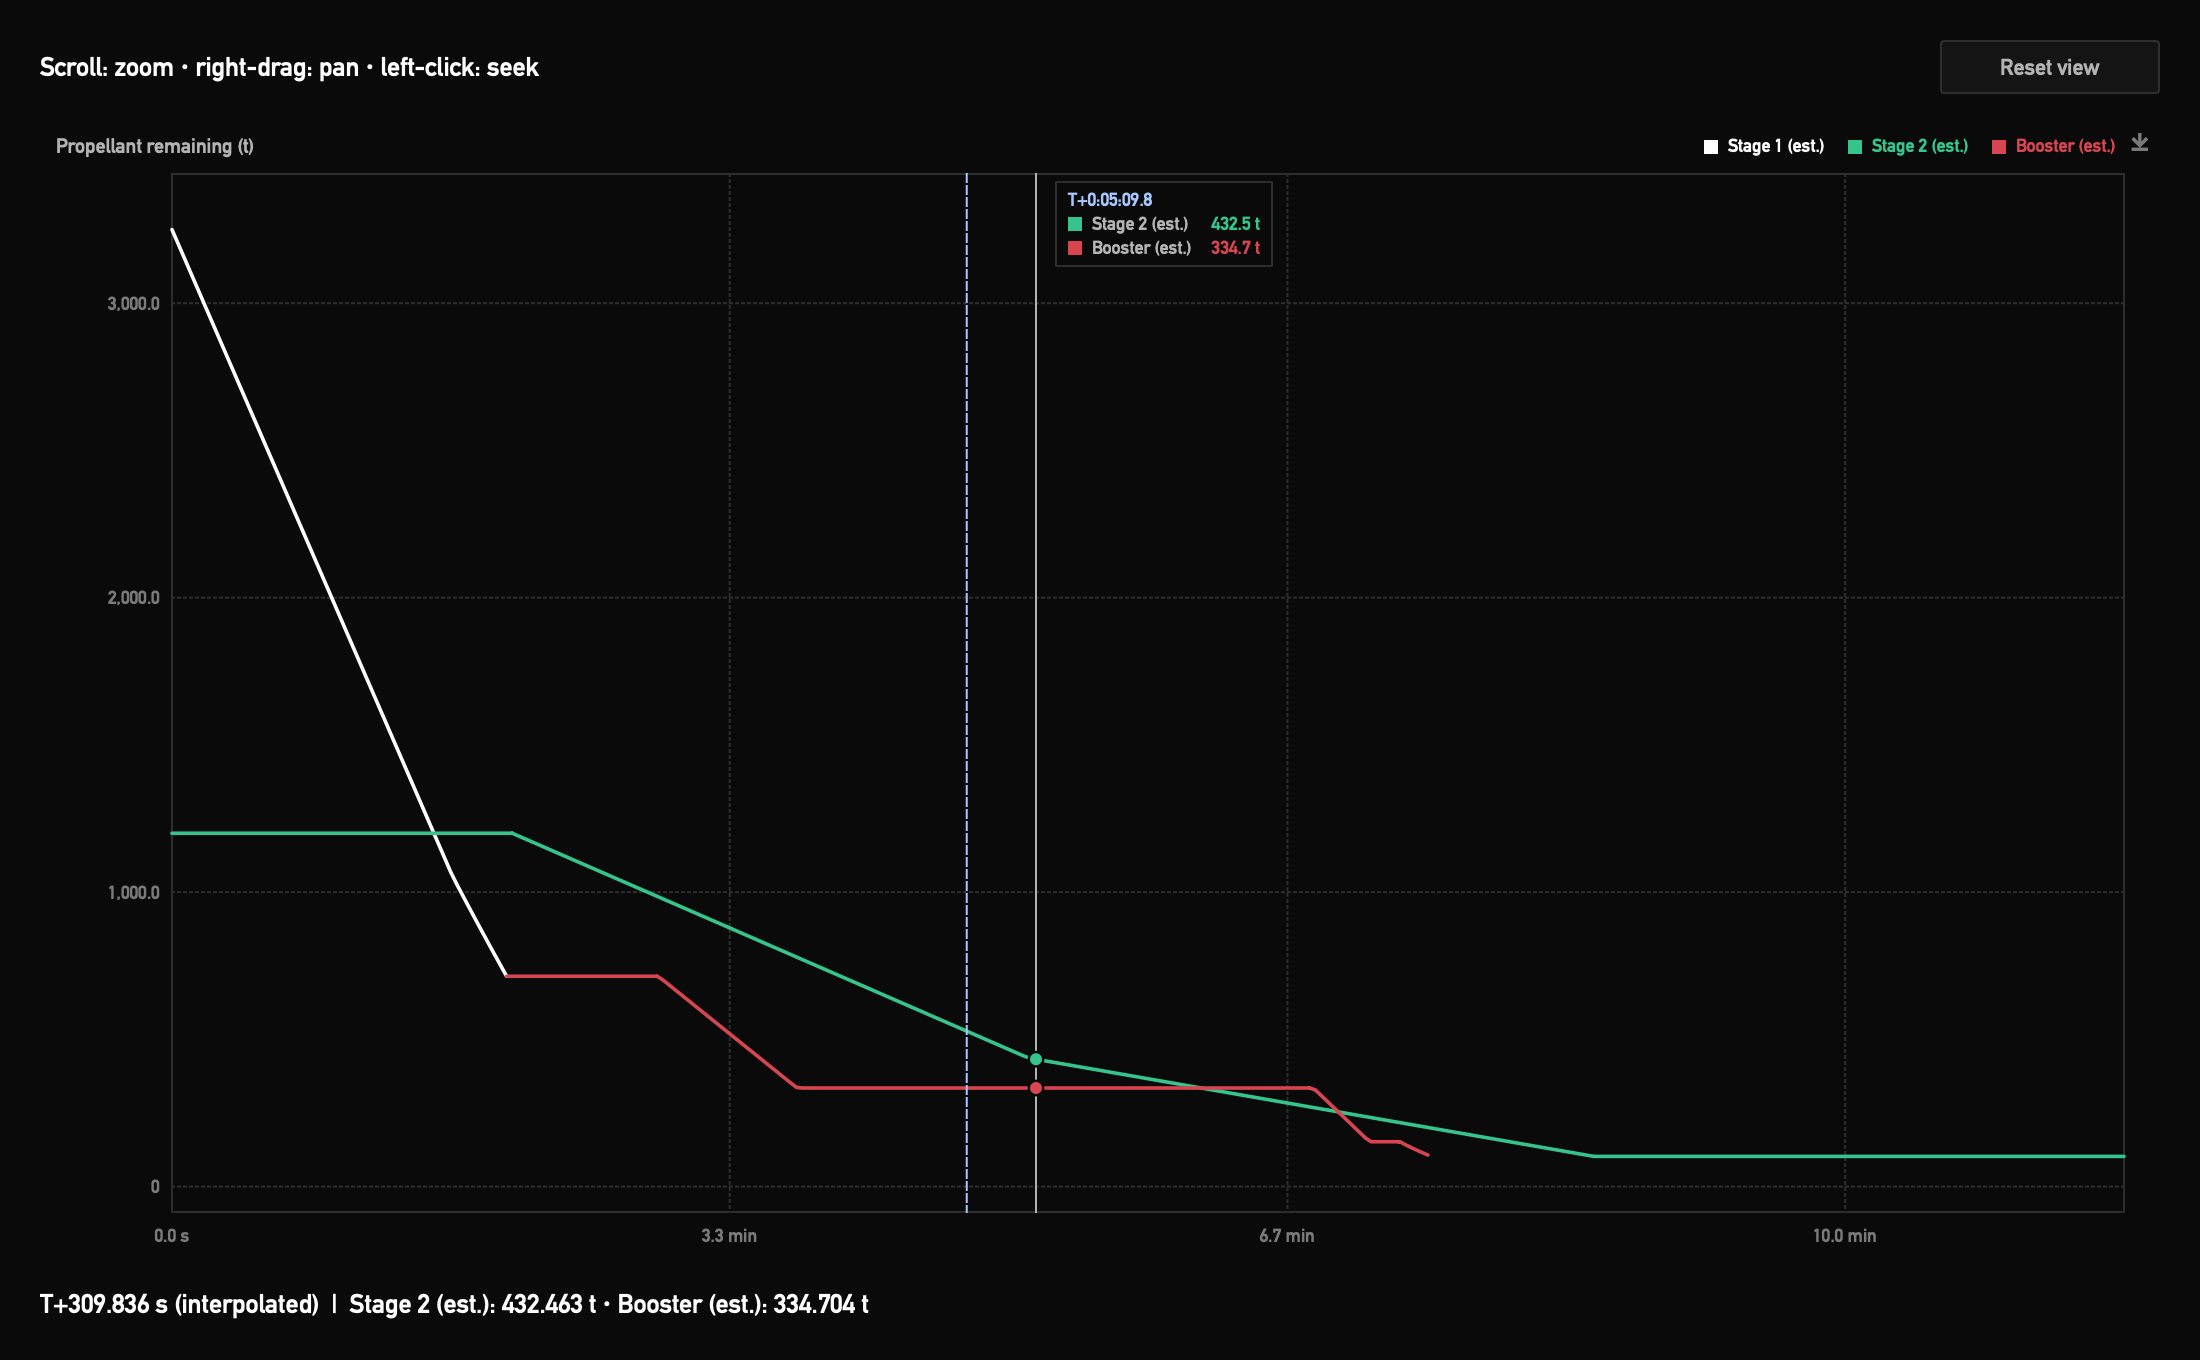 Scroll: zoom • right-drag: pan • left-click: seek
Reset view
Propellant remaining (t)
Stage 1 (est.)
Stage 2 (est.)
Booster (est.)
T+0:05:09.8
Stage 2 (est.) 432.5 t
Booster (est.) 334.7 t
3,000.0
2,000.0
1,000.0
0
0.0 s
3.3 min
6.7 min
10.0 min
T+309.836 s (interpolated) | Stage 2 (est.): 432.463 t • Booster (est.): 334.704 t